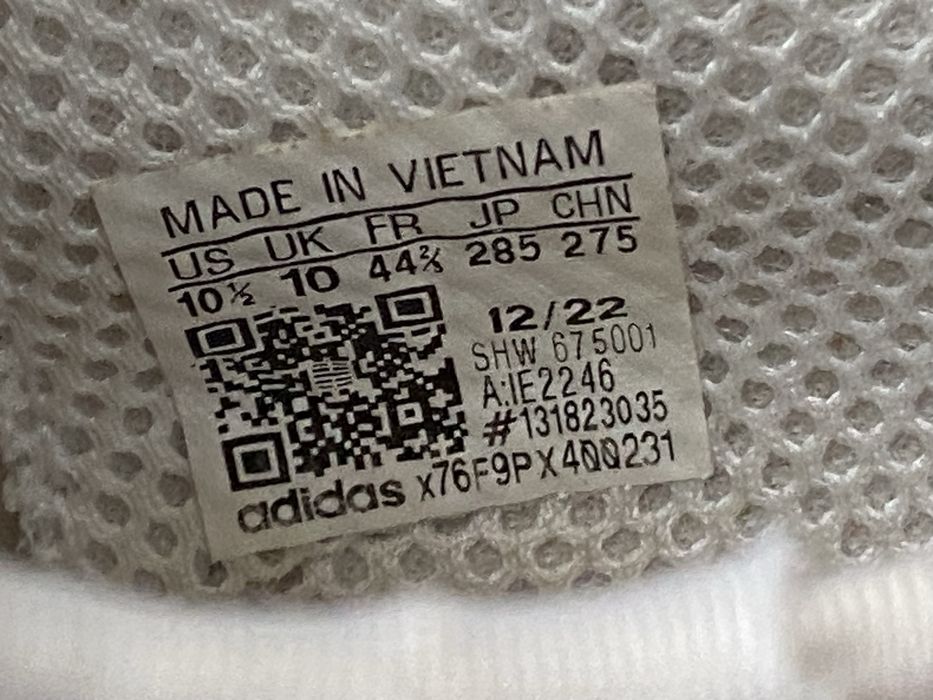 MADE IN VIETNAM
US UK FR JP CHN
10½ 10 44⅔ 285 275
12/22
SHW 675001
A:IE2246
#131823035
adidas x76F9PX400231